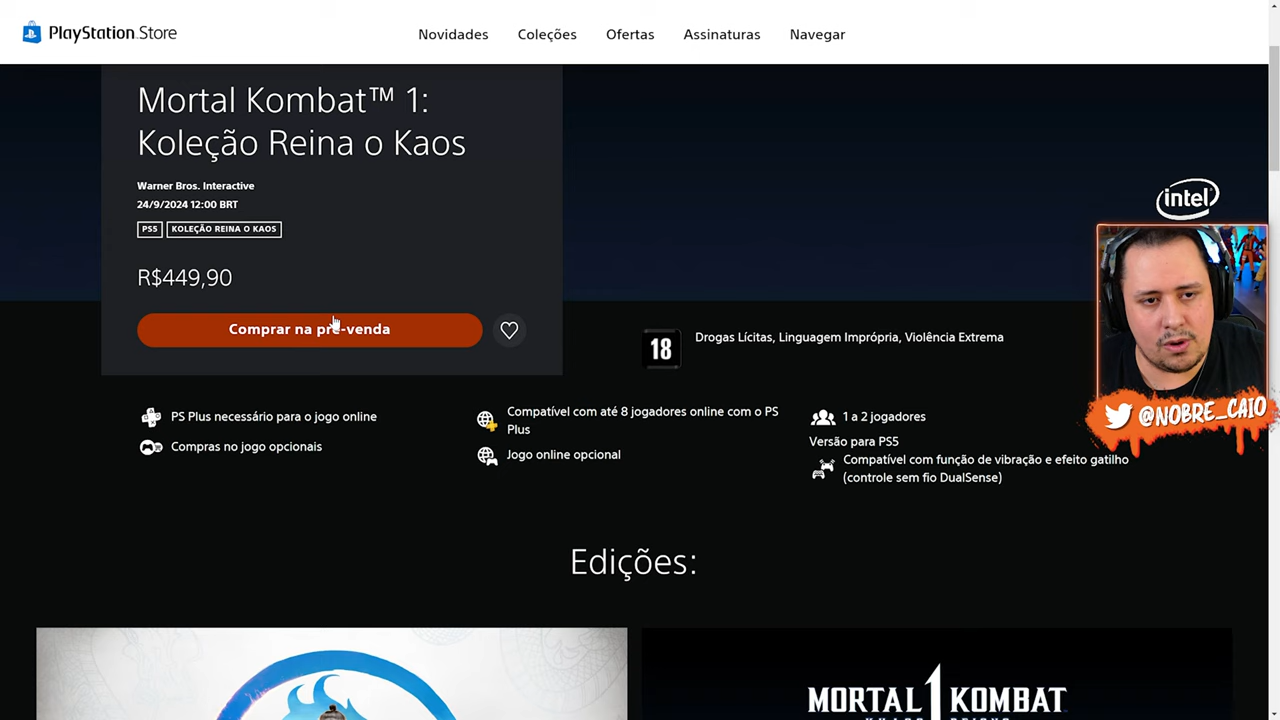 PlayStation Store
Novidades
Coleções
Ofertas
Assinaturas
Navegar
Mortal Kombat™ 1:
Koleção Reina o Kaos
Warner Bros. Interactive
24/9/2024 12:00 BRT
PS5
KOLEÇÃO REINA O KAOS
R$449,90
Comprar na pré-venda
intel
18
Drogas Lícitas, Linguagem Imprópria, Violência Extrema
@NOBRE_CAIO
PS Plus necessário para o jogo online
Compras no jogo opcionais
Compatível com até 8 jogadores online com o PS
Plus
Jogo online opcional
1 a 2 jogadores
Versão para PS5
Compatível com função de vibração e efeito gatilho
(controle sem fio DualSense)
Edições:
MORTAL KOMBAT 1